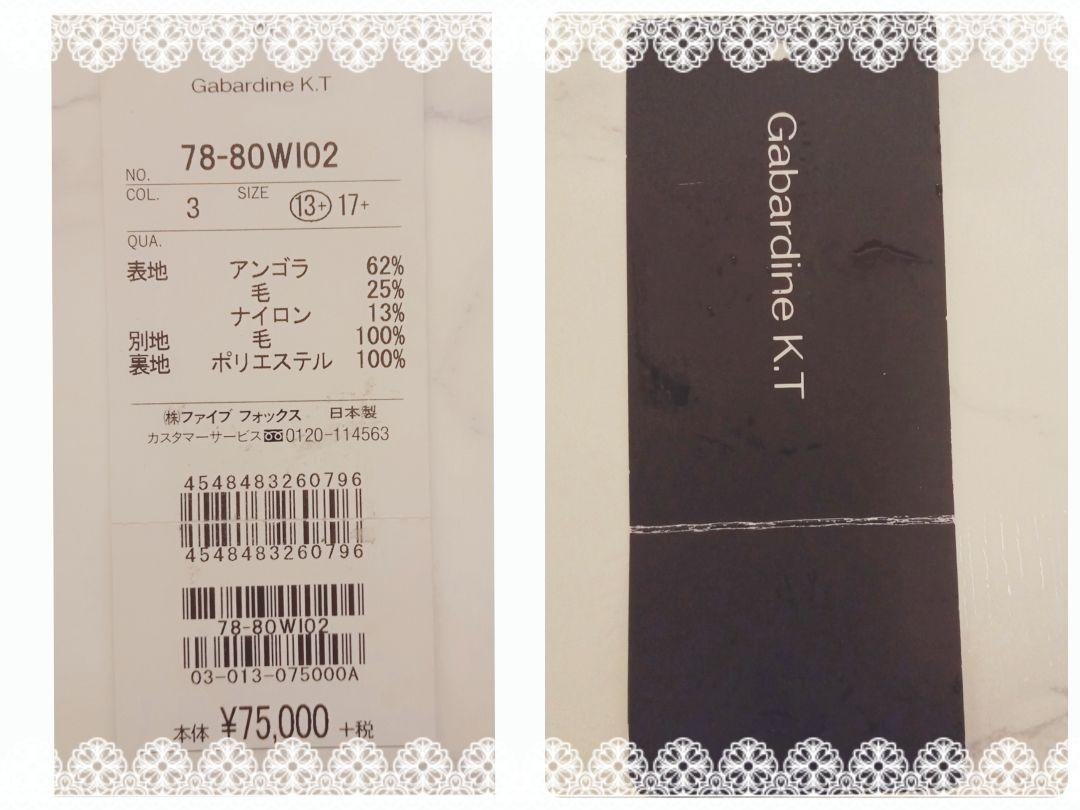 Gabardine K.T
NO. 78-80WI02
COL. 3 SIZE 13+ 17+
QUA.
表地 アンゴラ 62%
毛 25%
ナイロン 13%
別地 毛 100%
裏地 ポリエステル 100%
㈱ファイブ フォックス 日本製
カスタマーサービス 0120-114563
4548483260796
4548483260796
78-80WI02
03-013-075000A
本体 ¥75,000 +税
Gabardine K.T